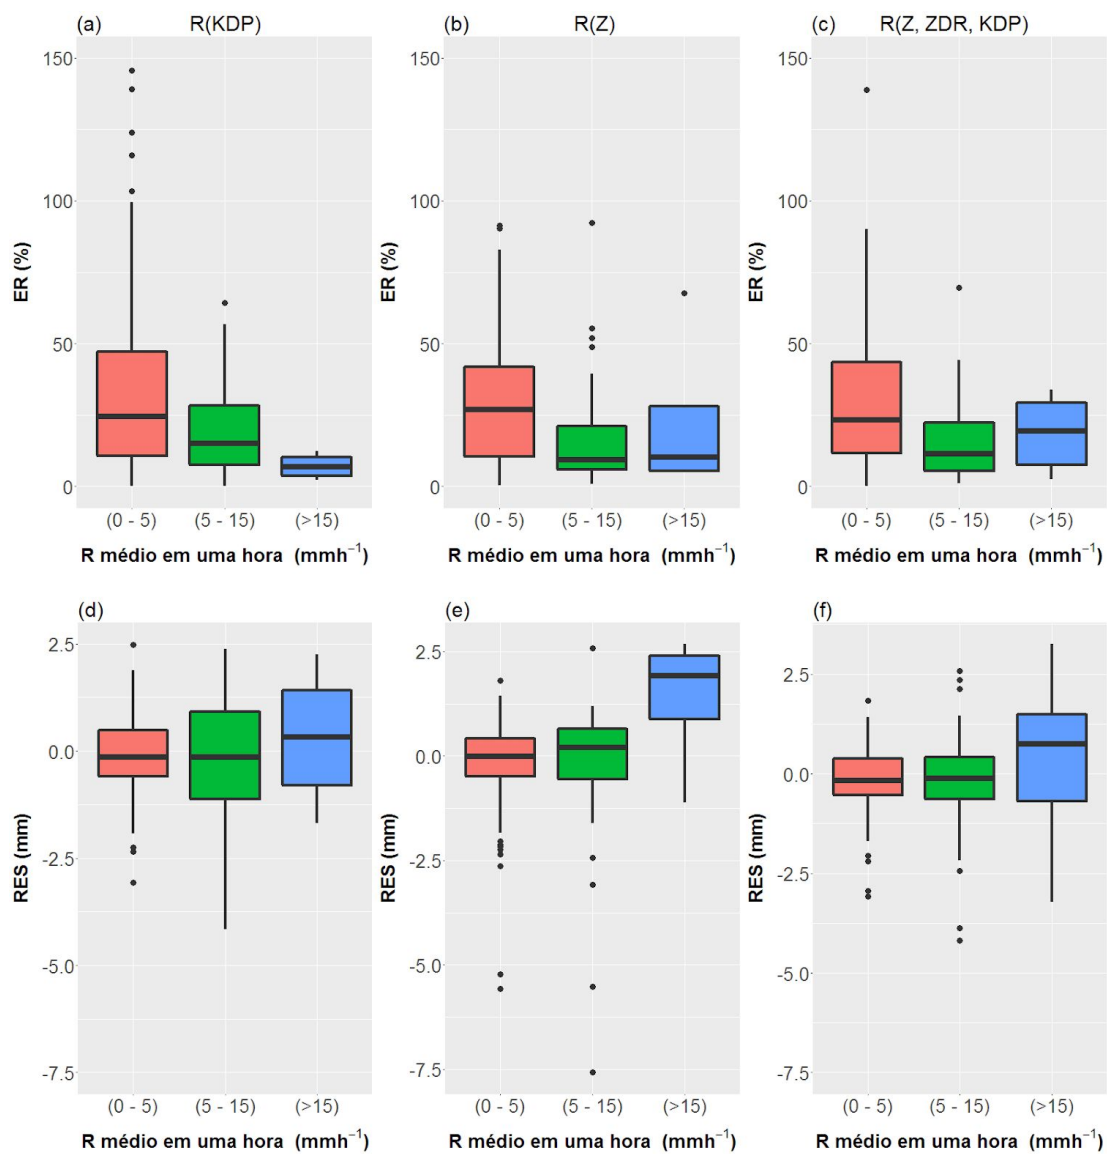 (a) R(KDP)
150
100
50
0
ER (%)
(0 - 5) (5 - 15) (>15)
R médio em uma hora (mmh⁻¹)
(b) R(Z)
150
100
50
0
ER (%)
(0 - 5) (5 - 15) (>15)
R médio em uma hora (mmh⁻¹)
(c) R(Z, ZDR, KDP)
150
100
50
0
ER (%)
(0 - 5) (5 - 15) (>15)
R médio em uma hora (mmh⁻¹)
(d)
2.5
0.0
-2.5
-5.0
-7.5
RES (mm)
(0 - 5) (5 - 15) (>15)
R médio em uma hora (mmh⁻¹)
(e)
2.5
0.0
-2.5
-5.0
-7.5
RES (mm)
(0 - 5) (5 - 15) (>15)
R médio em uma hora (mmh⁻¹)
(f)
2.5
0.0
-2.5
-5.0
-7.5
RES (mm)
(0 - 5) (5 - 15) (>15)
R médio em uma hora (mmh⁻¹)